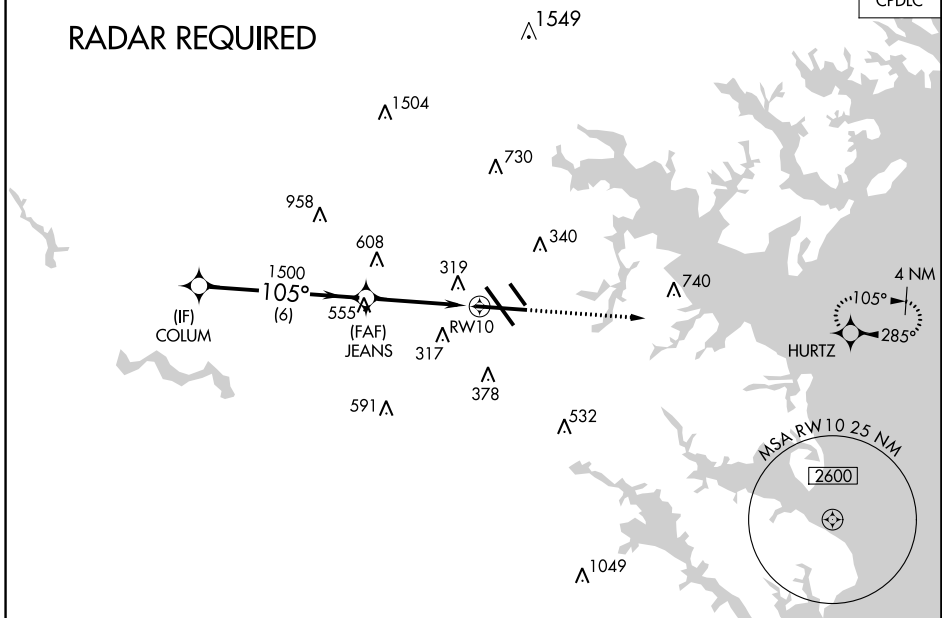 CPDLC
RADAR REQUIRED
1549
1504
730
958
608
340
319
740
4 NM
105°
285°
HURTZ
1500
105°
(6)
(IF)
COLUM
555
(FAF)
JEANS
RW10
317
378
591
532
MSA RW10 25 NM
2600
1049